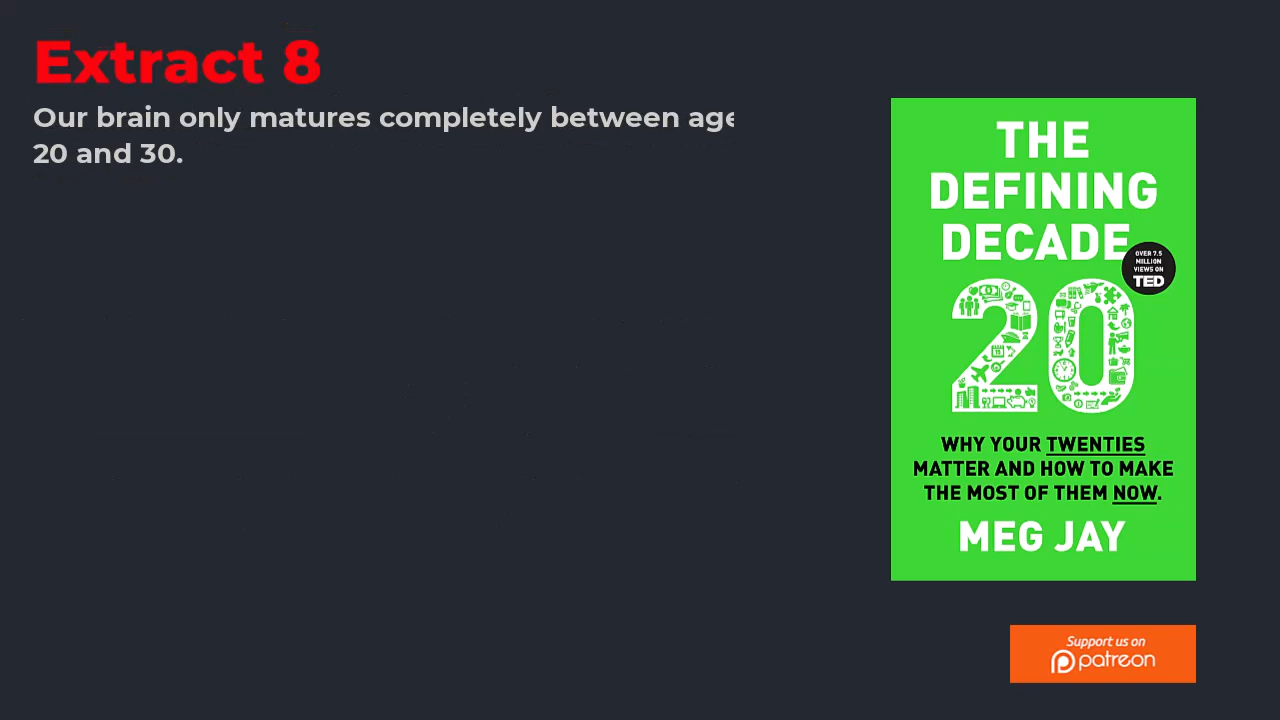 Extract 8
Our brain only matures completely between age
20 and 30.
THE
DEFINING
DECADE
OVER 7.5
MILLION
VIEWS ON
TED
20
WHY YOUR TWENTIES
MATTER AND HOW TO MAKE
THE MOST OF THEM NOW.
MEG JAY
Support us on
patreon